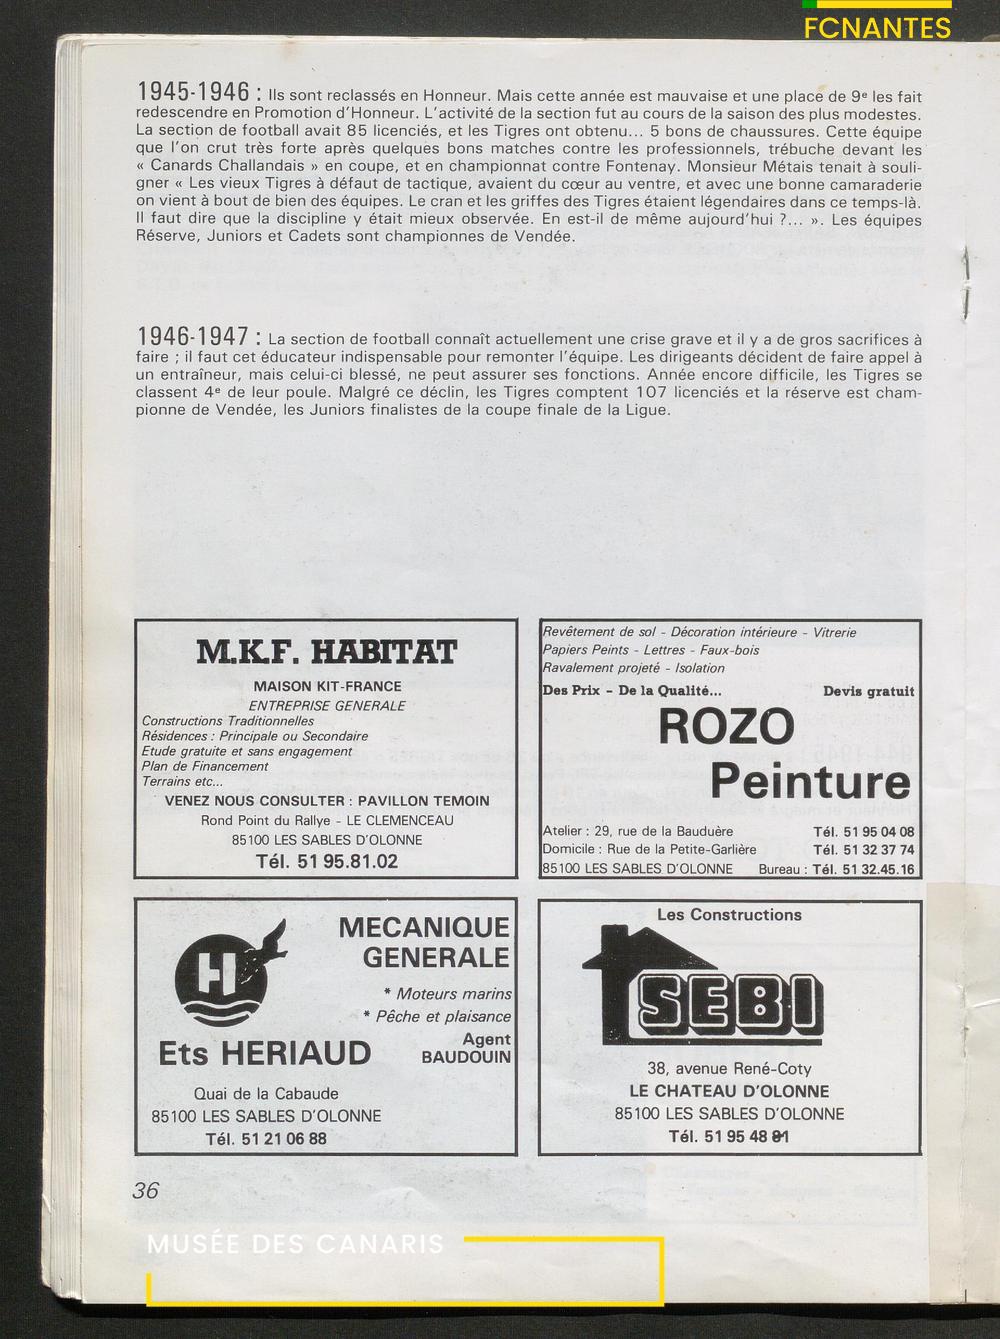 FCNANTES
1945-1946 : Ils sont reclassés en Honneur. Mais cette année est mauvaise et une place de 9e les fait
redescendre en Promotion d'Honneur. L'activité de la section fut au cours de la saison des plus modestes.
La section de football avait 85 licenciés, et les Tigres ont obtenu... 5 bons de chaussures. Cette équipe
que l'on crut très forte après quelques bons matches contre les professionnels, trébuche devant les
« Canards Challandais » en coupe, et en championnat contre Fontenay. Monsieur Métais tenait à souli-
gner « Les vieux Tigres à défaut de tactique, avaient du cœur au ventre, et avec une bonne camaraderie
on vient à bout de bien des équipes. Le cran et les griffes des Tigres étaient légendaires dans ce temps-là.
Il faut dire que la discipline y était mieux observée. En est-il de même aujourd'hui ?... ». Les équipes
Réserve, Juniors et Cadets sont championnes de Vendée.
1946-1947 : La section de football connaît actuellement une crise grave et il y a de gros sacrifices à
faire ; il faut cet éducateur indispensable pour remonter l'équipe. Les dirigeants décident de faire appel à
un entraîneur, mais celui-ci blessé, ne peut assurer ses fonctions. Année encore difficile, les Tigres se
classent 4e de leur poule. Malgré ce déclin, les Tigres comptent 107 licenciés et la réserve est cham-
pionne de Vendée, les Juniors finalistes de la coupe finale de la Ligue.
M.K.F. HABITAT
MAISON KIT-FRANCE
ENTREPRISE GENERALE
Constructions Traditionnelles
Résidences : Principale ou Secondaire
Etude gratuite et sans engagement
Plan de Financement
Terrains etc...
VENEZ NOUS CONSULTER : PAVILLON TEMOIN
Rond Point du Rallye - LE CLEMENCEAU
85100 LES SABLES D'OLONNE
Tél. 51 95.81.02
Revêtement de sol - Décoration intérieure - Vitrerie
Papiers Peints - Lettres - Faux-bois
Ravalement projeté - Isolation
Des Prix - De la Qualité... Devis gratuit
ROZO
Peinture
Atelier : 29, rue de la Bauduère Tél. 51 95 04 08
Domicile : Rue de la Petite-Garlière Tél. 51 32 37 74
85100 LES SABLES D'OLONNE Bureau : Tél. 51 32.45.16
H
MECANIQUE
GENERALE
* Moteurs marins
* Pêche et plaisance
Agent
BAUDOUIN
Ets HERIAUD
Quai de la Cabaude
85100 LES SABLES D'OLONNE
Tél. 51 21 06 88
Les Constructions
SEBI
38, avenue René-Coty
LE CHATEAU D'OLONNE
85100 LES SABLES D'OLONNE
Tél. 51 95 48
36
MUSÉE DES CANARIS